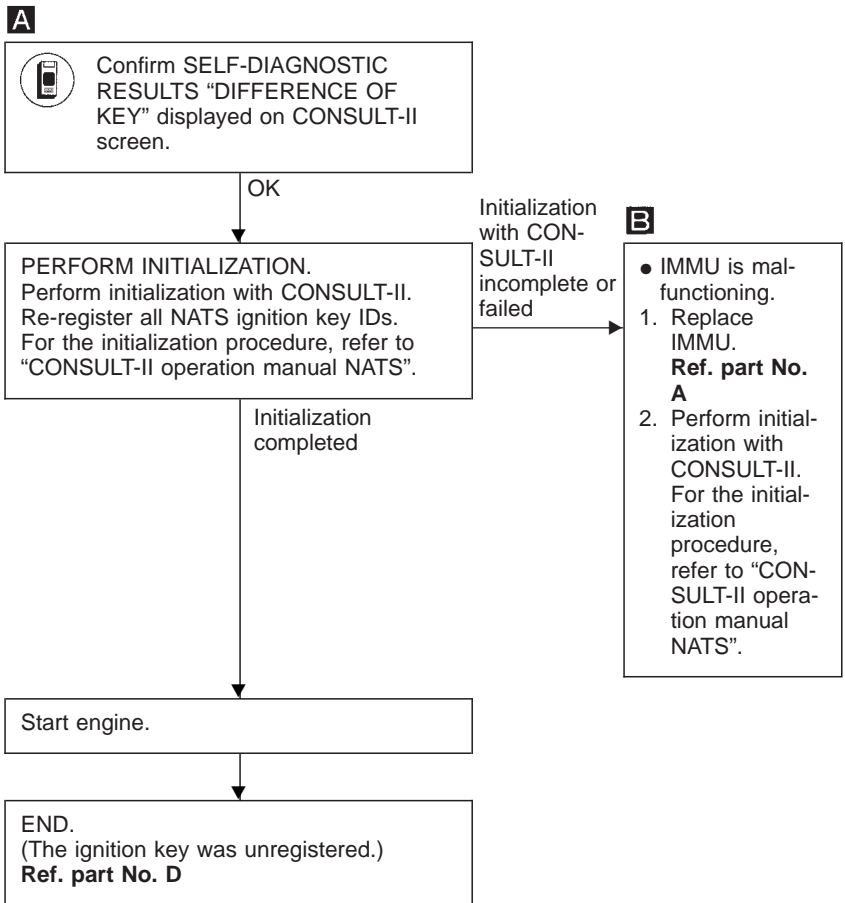 A
Confirm SELF-DIAGNOSTIC
RESULTS “DIFFERENCE OF
KEY” displayed on CONSULT-II
screen.
OK
PERFORM INITIALIZATION.
Perform initialization with CONSULT-II.
Re-register all NATS ignition key IDs.
For the initialization procedure, refer to
“CONSULT-II operation manual NATS”.
Initialization
with CON-
SULT-II
incomplete or
failed
B
● IMMU is mal-
functioning.
1. Replace
IMMU.
Ref. part No.
A
2. Perform initial-
ization with
CONSULT-II.
For the initial-
ization
procedure,
refer to “CON-
SULT-II opera-
tion manual
NATS”.
Initialization
completed
Start engine.
END.
(The ignition key was unregistered.)
Ref. part No. D